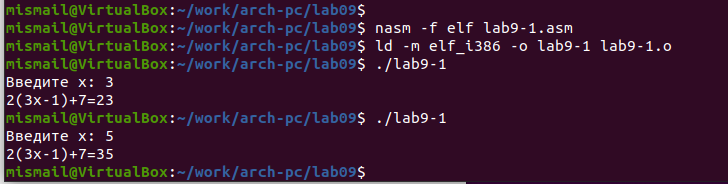 mismail@VirtualBox:~/work/arch-pc/lab09$
mismail@VirtualBox:~/work/arch-pc/lab09$ nasm -f elf lab9-1.asm
mismail@VirtualBox:~/work/arch-pc/lab09$ ld -m elf_i386 -o lab9-1 lab9-1.o
mismail@VirtualBox:~/work/arch-pc/lab09$ ./lab9-1
Введите x: 3
2(3x-1)+7=23
mismail@VirtualBox:~/work/arch-pc/lab09$ ./lab9-1
Введите x: 5
2(3x-1)+7=35
mismail@VirtualBox:~/work/arch-pc/lab09$